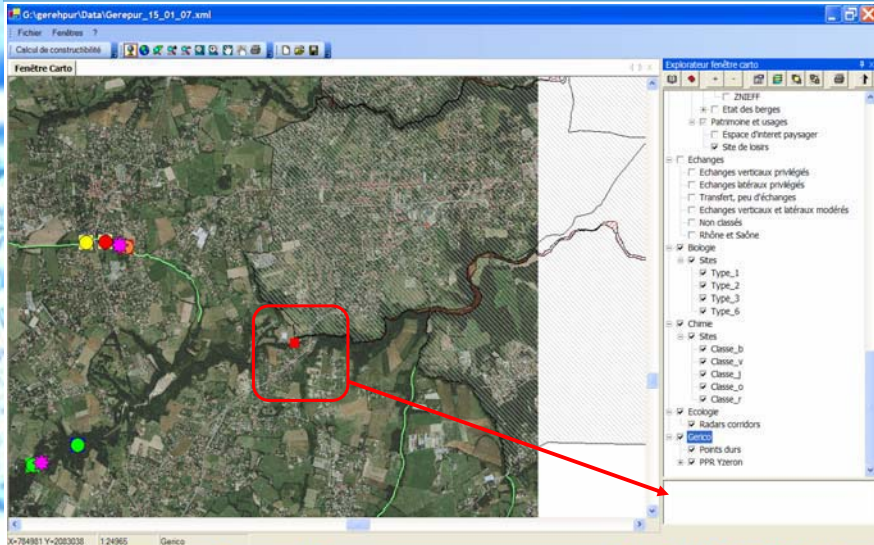 G:\gerehpur\Data\Gerepur_15_01_07.xml
Fichier Fenêtres ?
Calcul de constructibilité
Fenêtre Carto
Explorateur fenêtre carto
ZNIEFF
Etat des berges
Patrimoine et usages
Espace d'interet paysager
Site de loisirs
Echanges
Echanges verticaux privilégiés
Echanges latéraux privilégiés
Transfert, peu d'échanges
Echanges verticaux et latéraux modérés
Non classés
Rhône et Saône
Biologie
Sites
Type_1
Type_2
Type_3
Type_6
Chimie
Sites
Classe_b
Classe_v
Classe_j
Classe_o
Classe_r
Ecologie
Radars corridors
Gerico
Points durs
PPR Yzeron
X=784981 Y=2083038 1:24965 Gerico